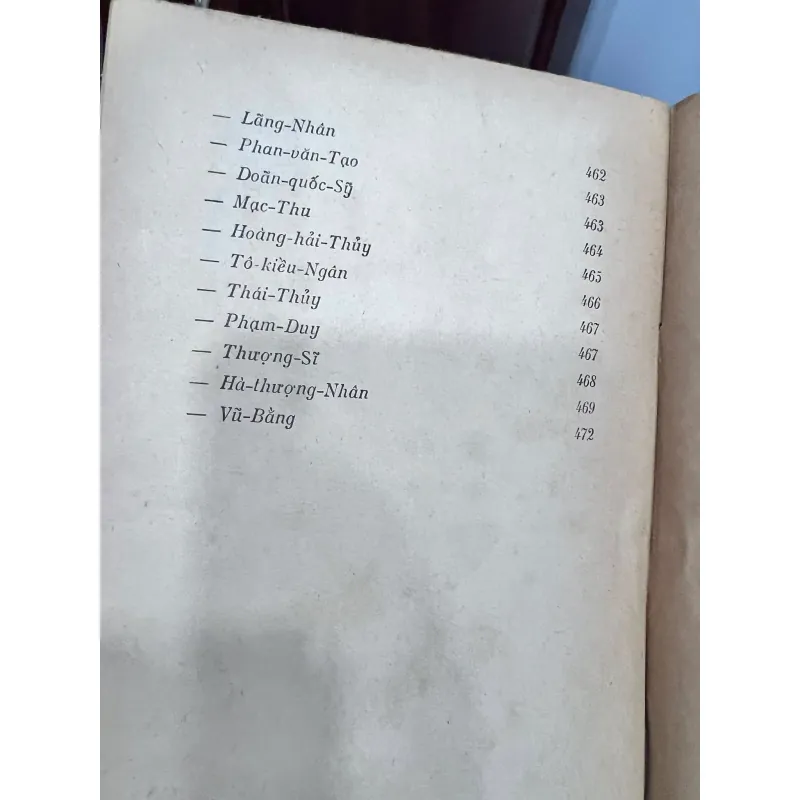 — Lãng-Nhân 462
— Phan-văn-Tạo 463
— Doãn-quốc-Sỹ 463
— Mạc-Thu 464
— Hoàng-hải-Thủy 465
— Tô-kiều-Ngân 466
— Thái-Thủy 467
— Phạm-Duy 467
— Thượng-Sĩ 468
— Hà-thượng-Nhân 469
— Vũ-Bằng 472